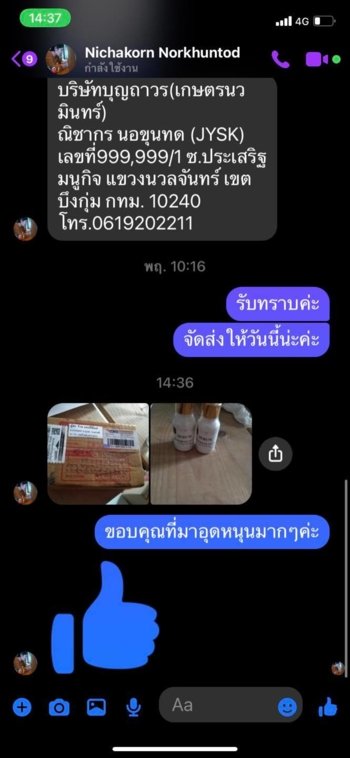 14:37
4G
9
Nichakorn Norkhuntod
กำลังใช้งาน
บริษัทบุญถาวร(เกษตรนว
มินทร์)
ณิชากร นอขุนทด (JYSK)
เลขที่999,999/1 ซ.ประเสริฐ
มนูกิจ แขวงนวลจันทร์ เขต
บึงกุ่ม กทม. 10240
โทร.0619202211
พฤ. 10:16
รับทราบค่ะ
จัดส่งให้วันนี้น่ะค่ะ
14:36
ขอบคุณที่มาอุดหนุนมากๆค่ะ
Aa